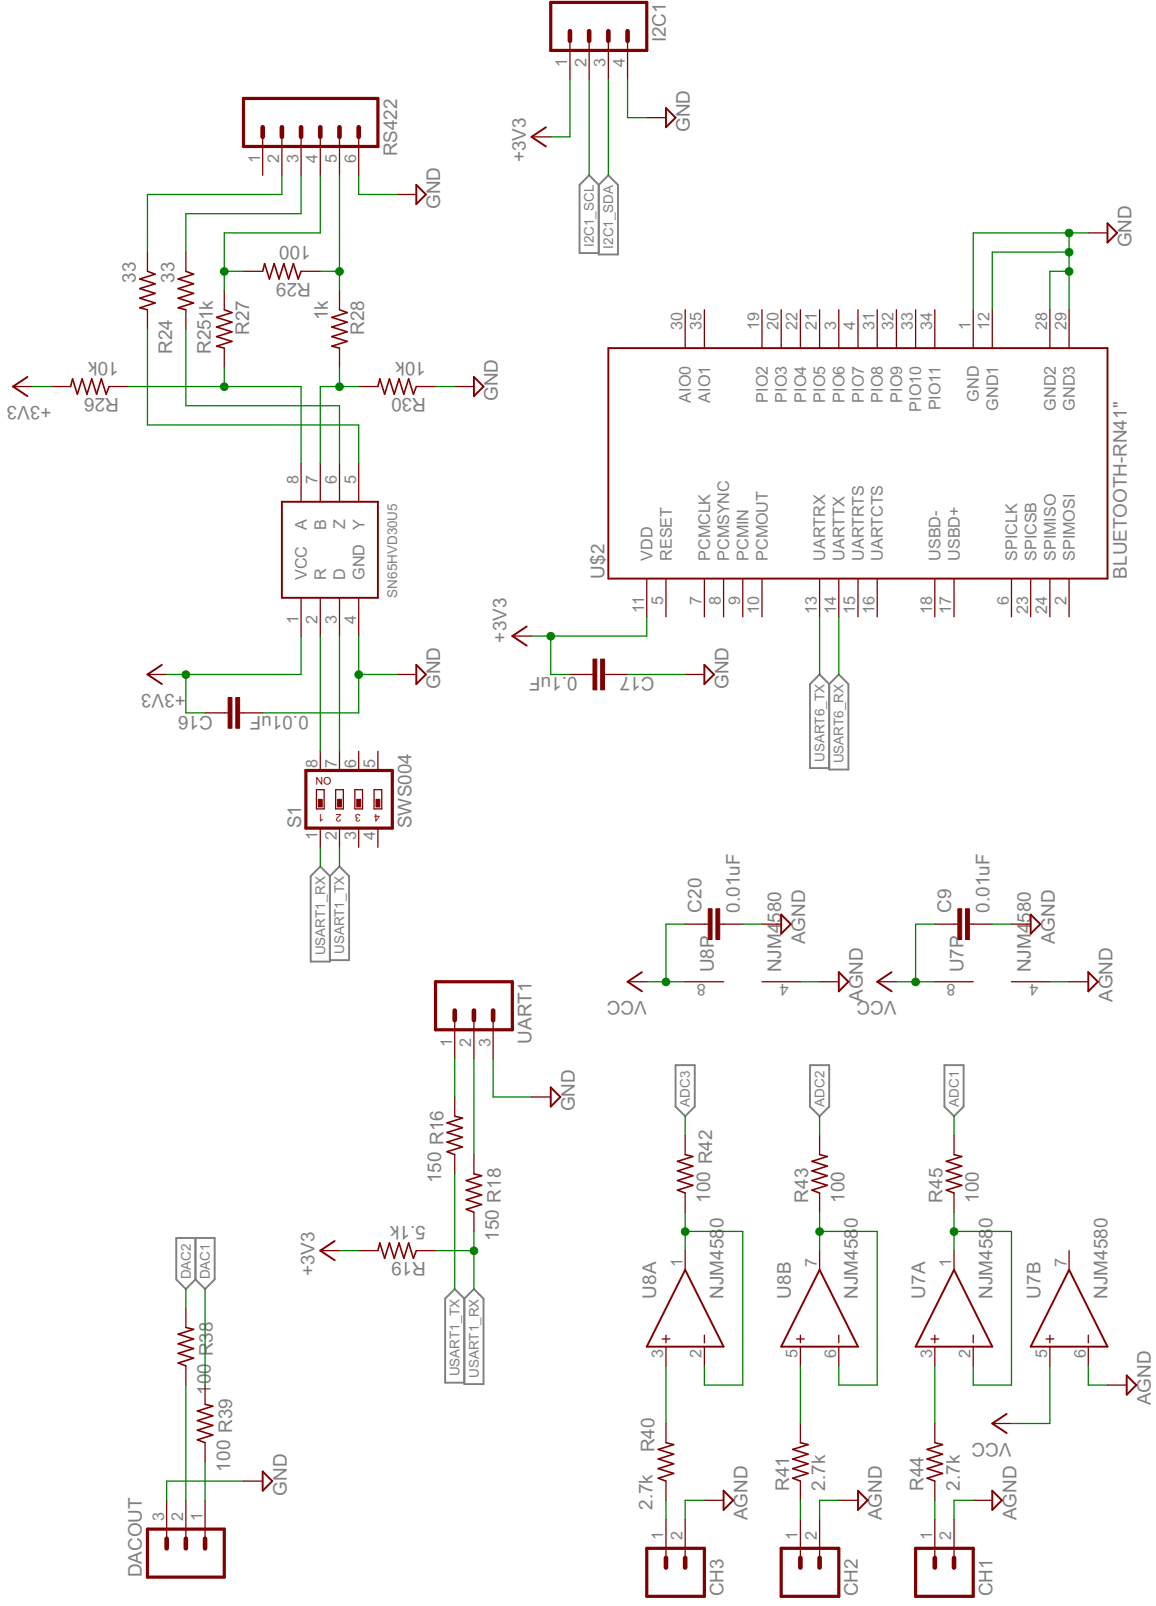 I2C1
1
2
3
4
+3V3
GND
I2C1_SCL
I2C1_SDA
RS422
1
2
3
4
5
6
GND
33
R24
33
R25
1k
R27
100
R29
1k
R28
10k
R26
+3V3
10k
R30
GND
8
7
6
5
A
B
Z
Y
VCC
R
D
GND
SN65HVD30U5
1
2
3
4
+3V3
C16
0.01uF
GND
S1
SWS004
ON
1
2
3
4
8
7
6
5
1
2
3
4
USART1_RX
USART1_TX
30
35
19
20
22
21
3
4
31
32
33
34
1
12
28
29
GND
AIO0
AIO1
PIO2
PIO3
PIO4
PIO5
PIO6
PIO7
PIO8
PIO9
PIO10
PIO11
GND
GND1
GND2
GND3
U$2
BLUETOOTH-RN41"
VDD
RESET
PCMCLK
PCMSYNC
PCMIN
PCMOUT
UARTRX
UARTTX
UARTRTS
UARTCTS
USBD-
USBD+
SPICLK
SPICSB
SPIMISO
SPIMOSI
11
5
7
8
9
10
13
14
15
16
18
17
6
23
24
2
+3V3
0.1uF
C17
GND
USART6_TX
USART6_RX
UART1
1
2
3
GND
150 R16
150 R18
+3V3
5.1k
R19
USART1_TX
USART1_RX
DAC2
DAC1
100 R38
100 R39
GND
DACOUT
3
2
1
VCC
C20
0.01uF
AGND
U8P
NJM4580
8
4
AGND
VCC
C9
0.01uF
AGND
U7P
NJM4580
8
4
AGND
ADC3
100 R42
U8A
NJM4580
1
3
2
+
-
R40
2.7k
AGND
1
2
CH3
ADC2
R43
100
U8B
NJM4580
7
5
6
+
-
R41
2.7k
AGND
1
2
CH2
ADC1
R45
100
U7A
NJM4580
1
3
2
+
-
R44
2.7k
AGND
1
2
CH1
U7B
NJM4580
7
5
6
+
-
VCC
AGND